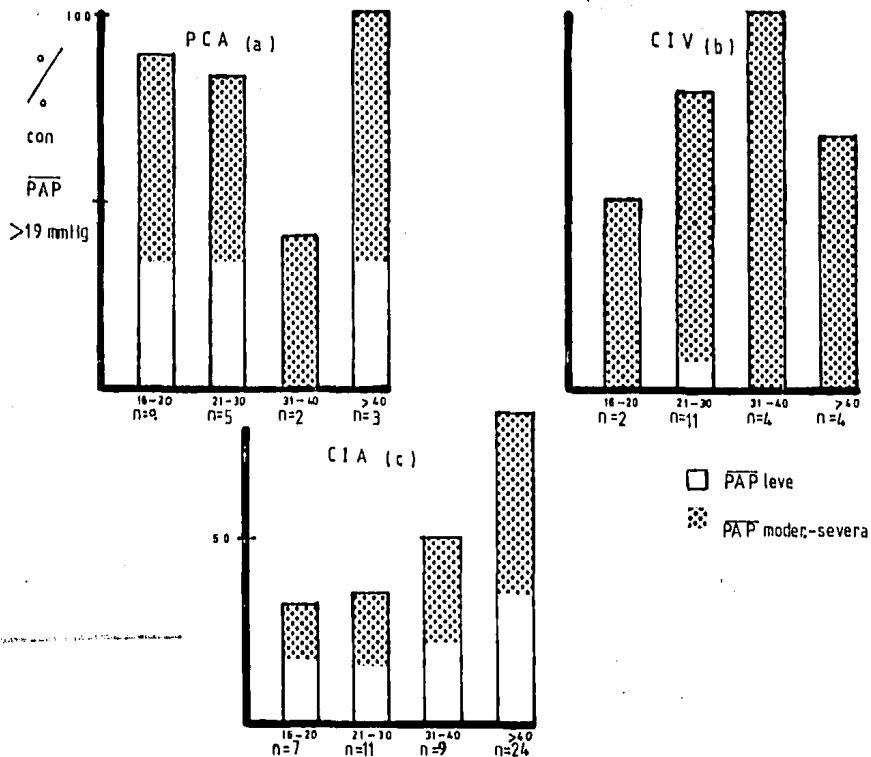 100
PCA (a)
%
con
PAP
>19 mmHg
16-20 21-30 31-40 >40
n=9 n=5 n=2 n=3
CIV (b)
16-20 21-30 31-40 >40
n=2 n=11 n=4 n=4
CIA (c)
50
16-20 21-30 31-40 >40
n=7 n=11 n=9 n=24
PAP leve
PAP moder,-severa